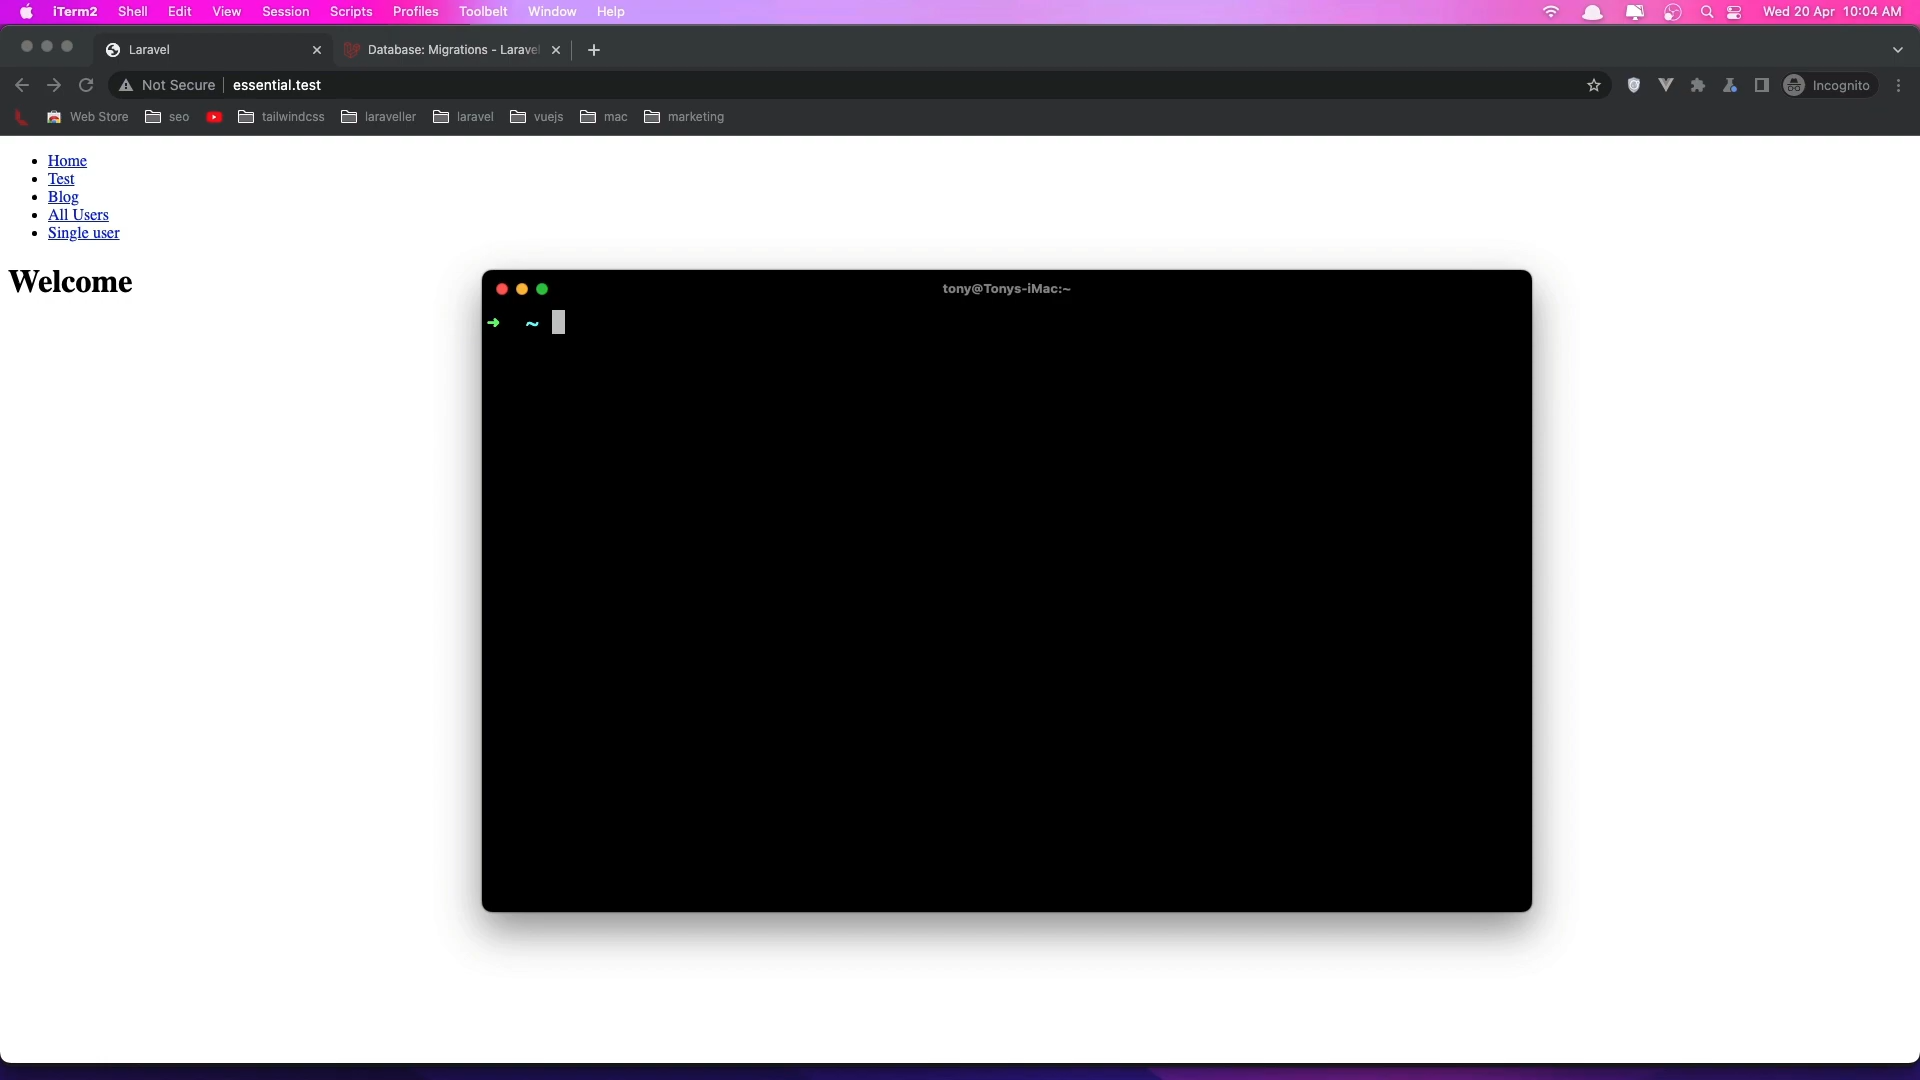 iTerm2 Shell Edit View Session Scripts Profiles Toolbelt Window Help Wed 20 Apr 10:04 AM
Laravel Database: Migrations - Laravel
Not Secure essential.test Incognito
Web Store seo tailwindcss laraveller laravel vuejs mac marketing
Home
Test
Blog
All Users
Single user
Welcome
tony@Tonys-iMac:~
➜ ~